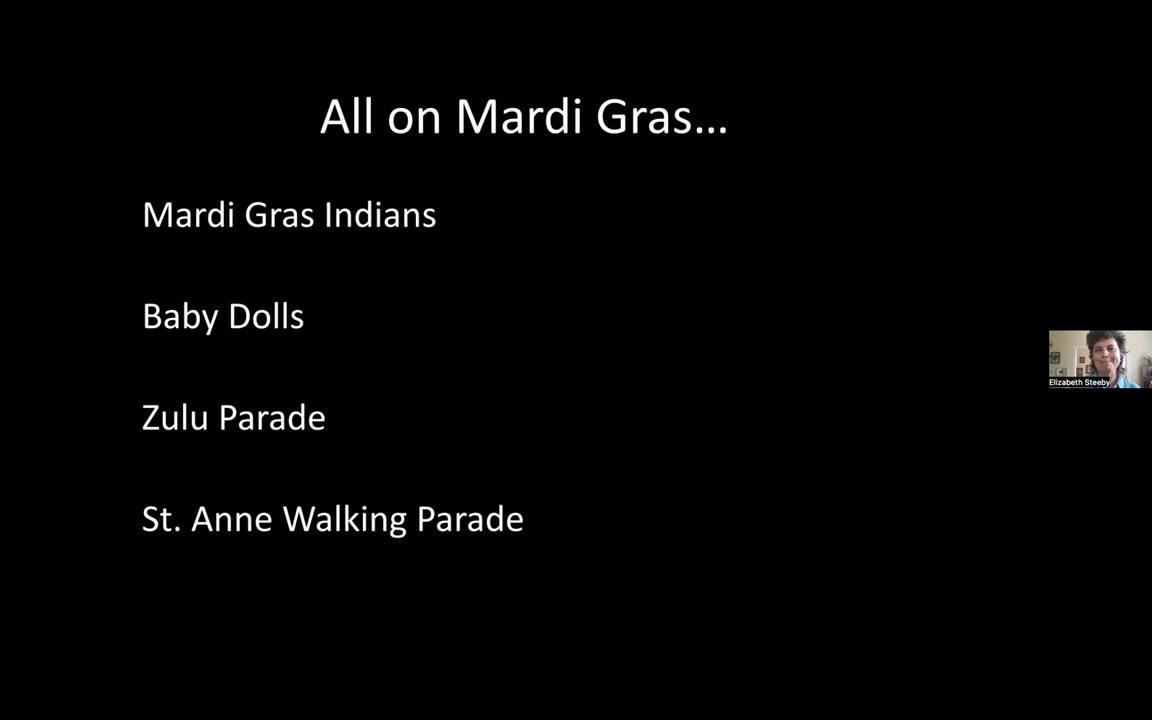 All on Mardi Gras...
Mardi Gras Indians
Baby Dolls
Zulu Parade
St. Anne Walking Parade
Elizabeth Steeby